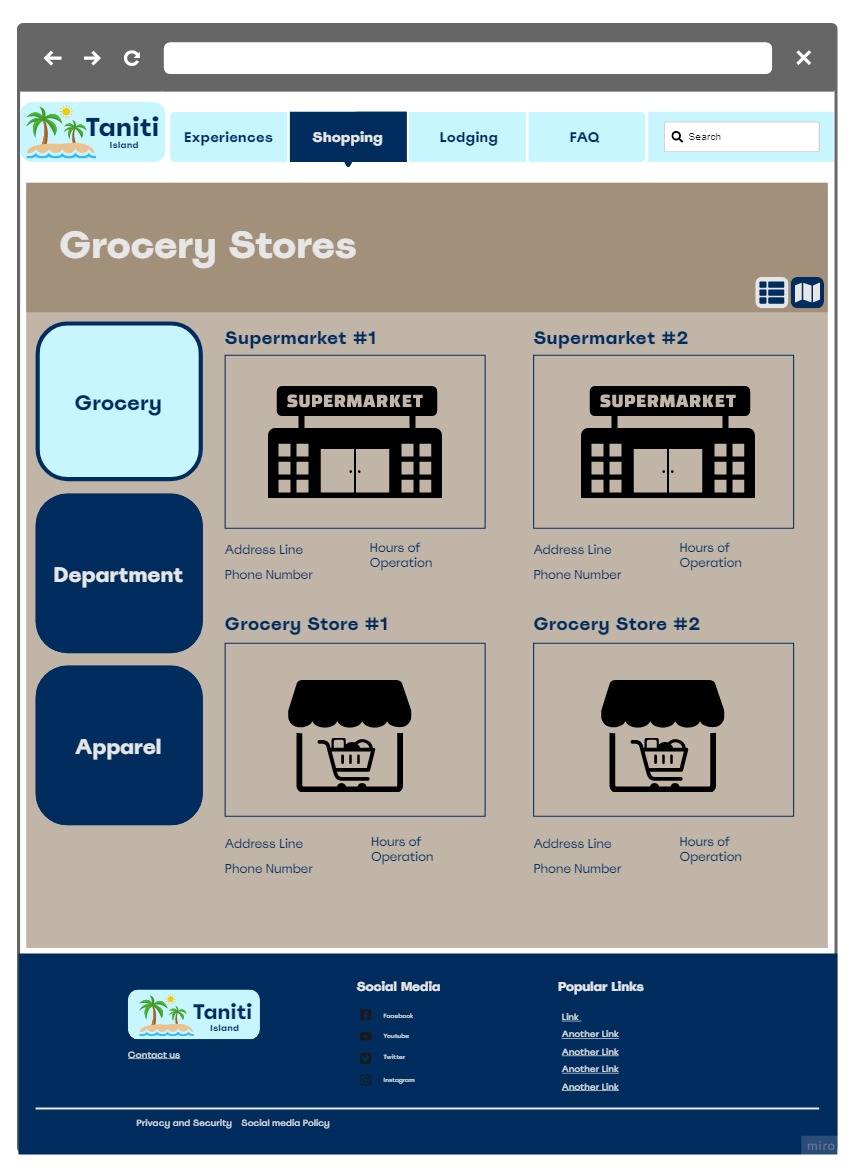 Taniti
Island
Experiences
Shopping
Lodging
FAQ
Search
Grocery Stores
Grocery
Department
Apparel
Supermarket #1
SUPERMARKET
Address Line
Phone Number
Hours of
Operation
Supermarket #2
SUPERMARKET
Address Line
Phone Number
Hours of
Operation
Grocery Store #1
Address Line
Phone Number
Hours of
Operation
Grocery Store #2
Address Line
Phone Number
Hours of
Operation
Taniti
Island
Contact us
Social Media
Facebook
Youtube
Twitter
Instagram
Popular Links
Link
Another Link
Another Link
Another Link
Another Link
Privacy and Security
Social media Policy
miro